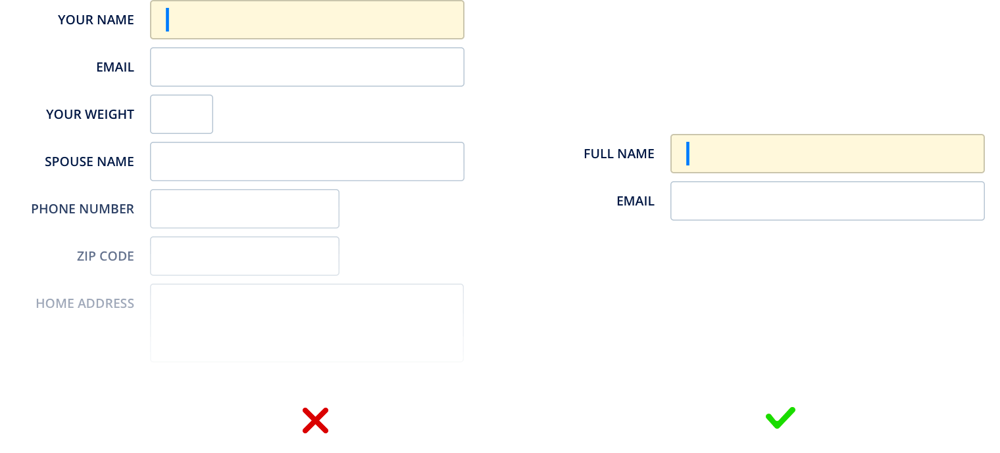 YOUR NAME
EMAIL
YOUR WEIGHT
SPOUSE NAME
PHONE NUMBER
ZIP CODE
HOME ADDRESS
FULL NAME
EMAIL